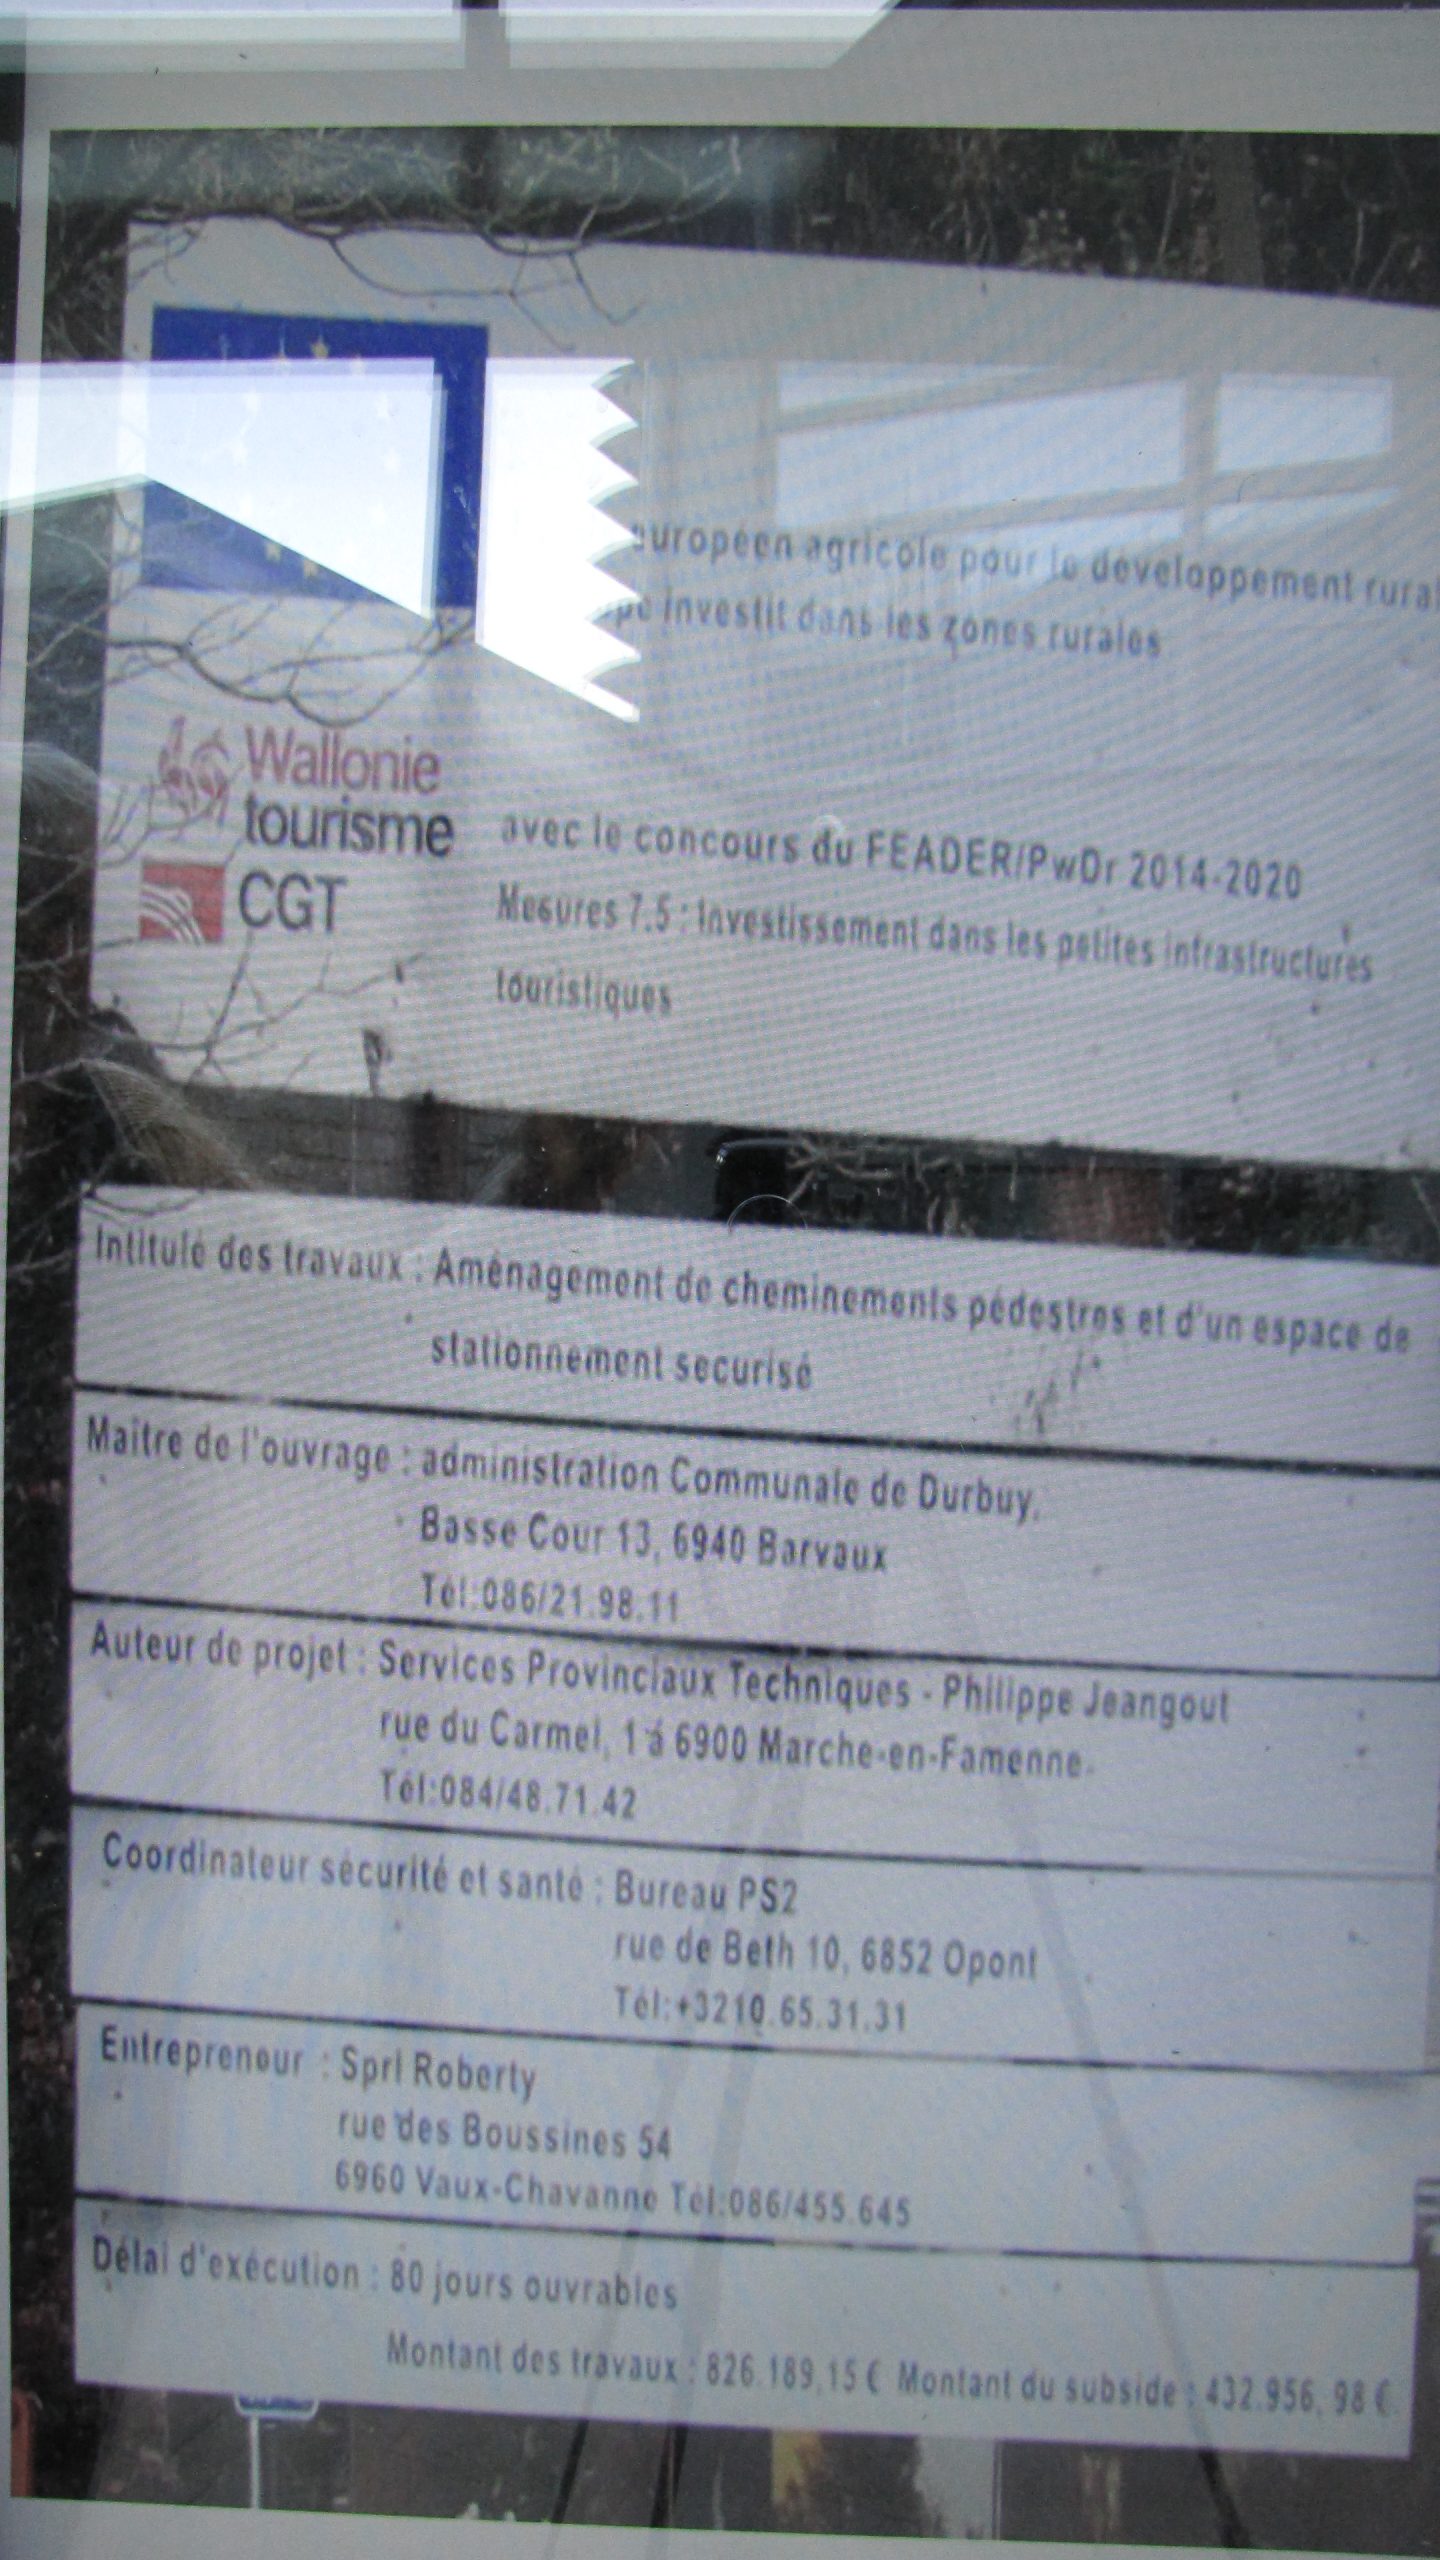 européen agricole pour le développement rural
investit dans les zones rurales
Wallonie
tourisme
CGT
avec le concours du FEADER/PwDr 2014-2020
Mesures 7.5 : Investissement dans les petites infrastructures
touristiques
Intitulé des travaux : Aménagement de cheminements pédestres et d'un espace de
stationnement securisé
Maitre de l'ouvrage : administration Communale de Durbuy,
Basse Cour 13, 6940 Barvaux
Tél:086/21.98.11
Auteur de projet : Services Provinciaux Techniques - Philippe Jeangout
rue du Carmel, 1 à 6900 Marche-en-Famenne
Tél:084/48.71.42
Coordinateur sécurité et santé : Bureau PS2
rue de Beth 10, 6852 Opont
Tél:+3210.65.31.31
Entrepreneur : Sprl Roberty
rue des Boussines 54
6960 Vaux-Chavanne Tél:086/455.645
Délai d'exécution : 80 jours ouvrables
Montant des travaux : 826.189,15 € Montant du subside : 432.956, 98 €